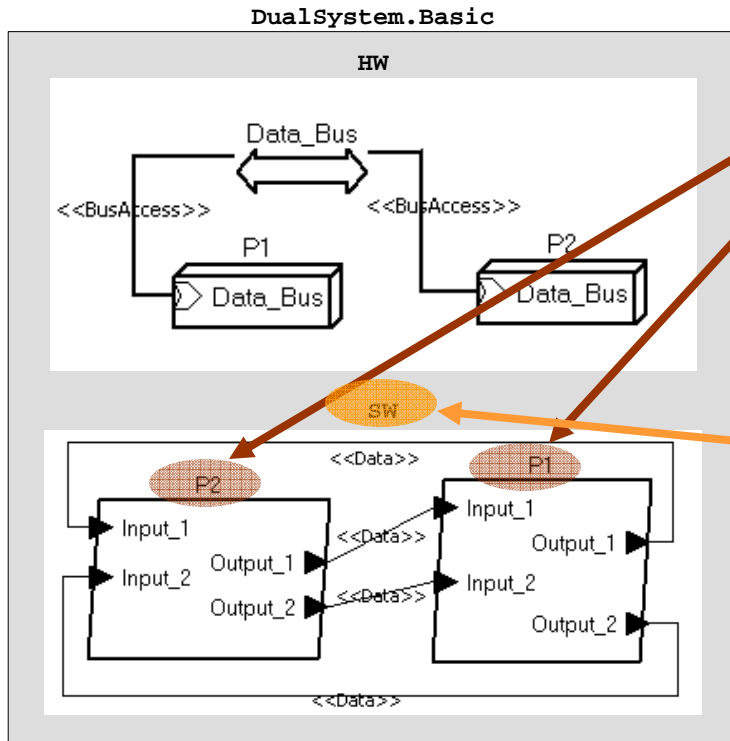 DualSystem.Basic
HW
Data_Bus
<<BusAccess>>
<<BusAccess>>
P1
P2
Data_Bus
Data_Bus
SW
<<Data>>
P2
P1
Input_1
Input_2
Output_1
Output_2
<<Data>>
<<Data>>
Input_1
Input_2
Output_1
Output_2
<<Data>>